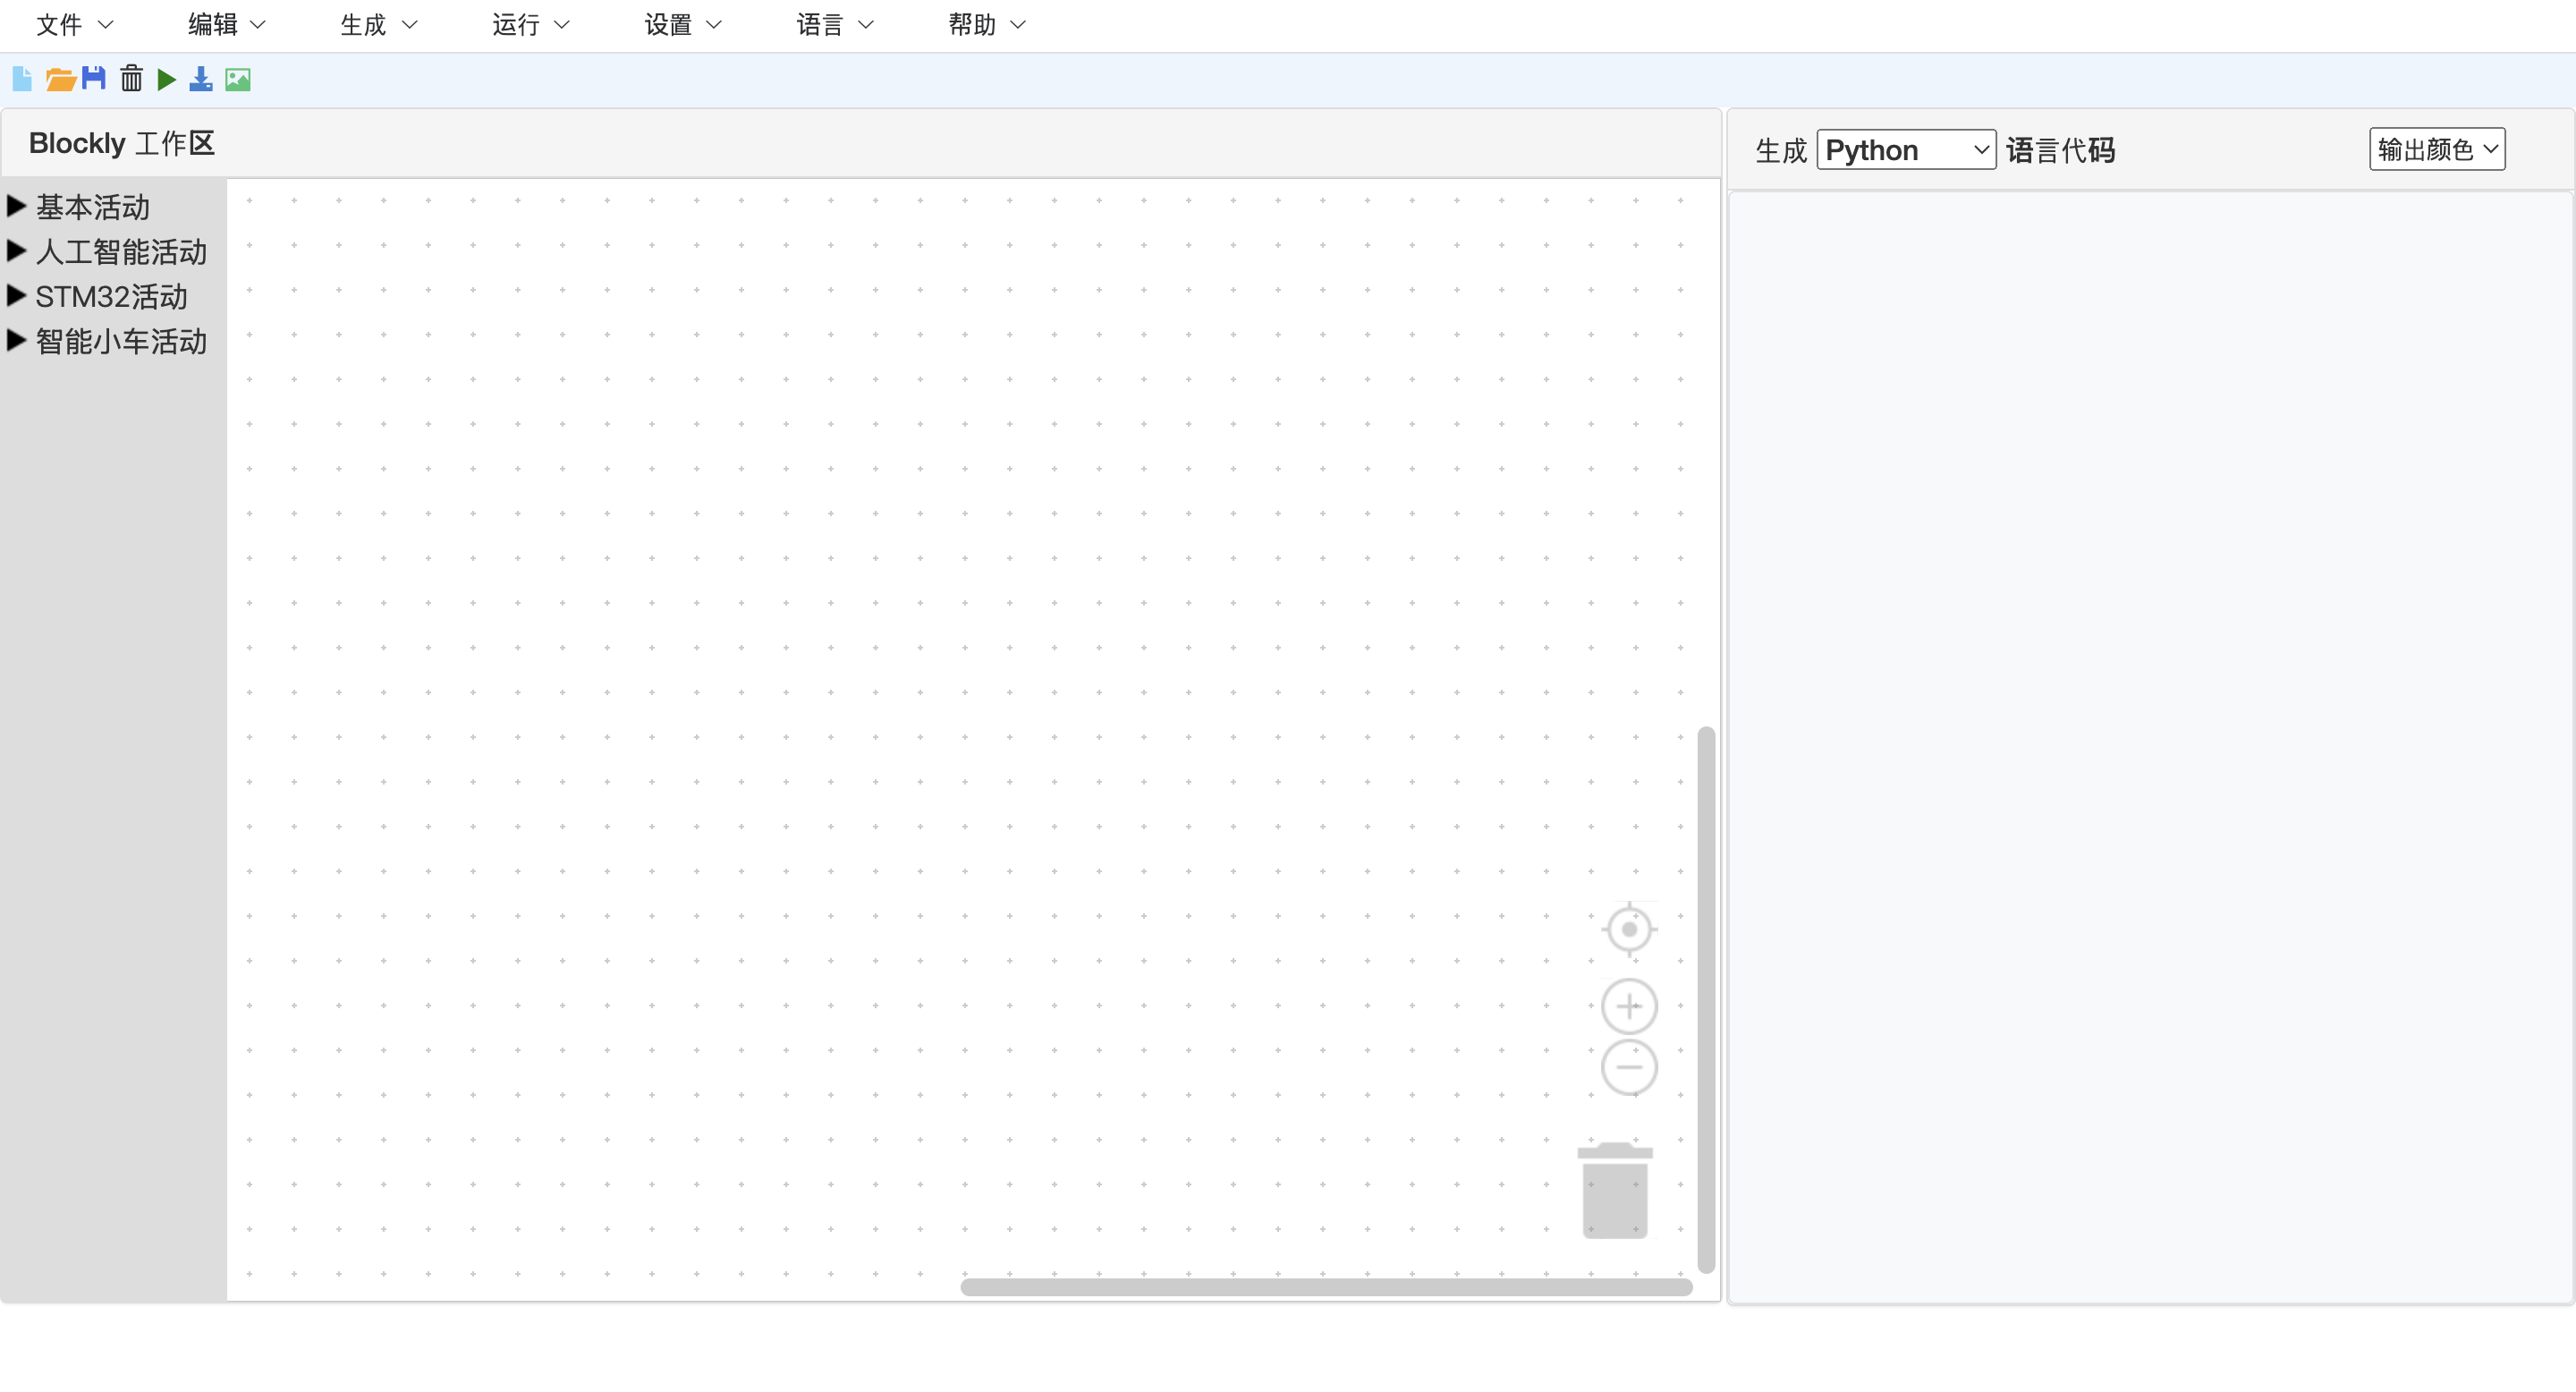 文件 编辑 生成 运行 设置 语言 帮助
Blockly 工作区
生成 Python 语言代码 输出颜色
基本活动
人工智能活动
STM32活动
智能小车活动